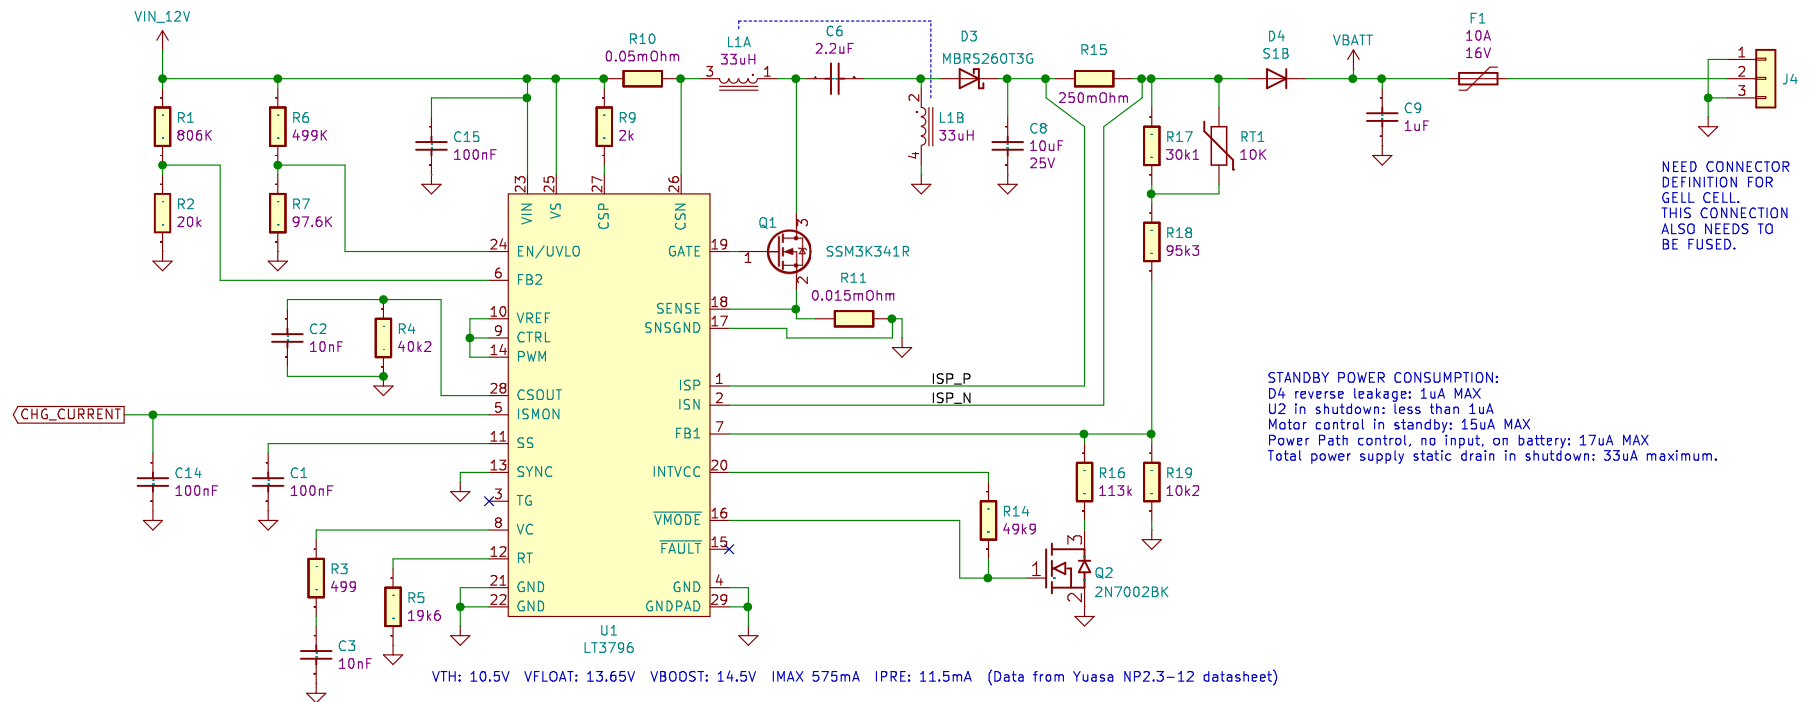 VIN_12V
R1
806K
R2
20k
R6
499K
R7
97.6K
C15
100nF
R9
2k
R10
0.05mOhm
L1A
33uH
3
1
C6
2.2uF
D3
MBRS260T3G
R15
250mOhm
D4
S1B
VBATT
F1
10A
16V
J4
1
2
3
2
L1B
33uH
4
C8
10uF
25V
R17
30k1
RT1
10K
C9
1uF
R18
95k3
NEED CONNECTOR
DEFINITION FOR
GELL CELL.
THIS CONNECTION
ALSO NEEDS TO
BE FUSED.
23
VIN
25
VS
27
CSP
26
CSN
24
EN/UVLO
6
FB2
10
VREF
9
CTRL
14
PWM
28
CSOUT
5
ISMON
11
SS
13
SYNC
3
TG
8
VC
12
RT
21
GND
22
GND
GATE
19
SENSE
18
SNSGND
17
ISP
1
ISN
2
FB1
7
INTVCC
20
VMODE
16
FAULT
15
GND
4
GNDPAD
29
U1
LT3796
Q1
SSM3K341R
3
1
2
R11
0.015mOhm
ISP_P
ISP_N
C2
10nF
R4
40k2
CHG_CURRENT
C14
100nF
C1
100nF
R3
499
C3
10nF
R5
19k6
R16
113k
R19
10k2
R14
49k9
Q2
2N7002BK
3
1
2
STANDBY POWER CONSUMPTION:
D4 reverse leakage: 1uA MAX
U2 in shutdown: less than 1uA
Motor control in standby: 15uA MAX
Power Path control, no input, on battery: 17uA MAX
Total power supply static drain in shutdown: 33uA maximum.
VTH: 10.5V VFLOAT: 13.65V VBOOST: 14.5V IMAX 575mA IPRE: 11.5mA (Data from Yuasa NP2.3-12 datasheet)